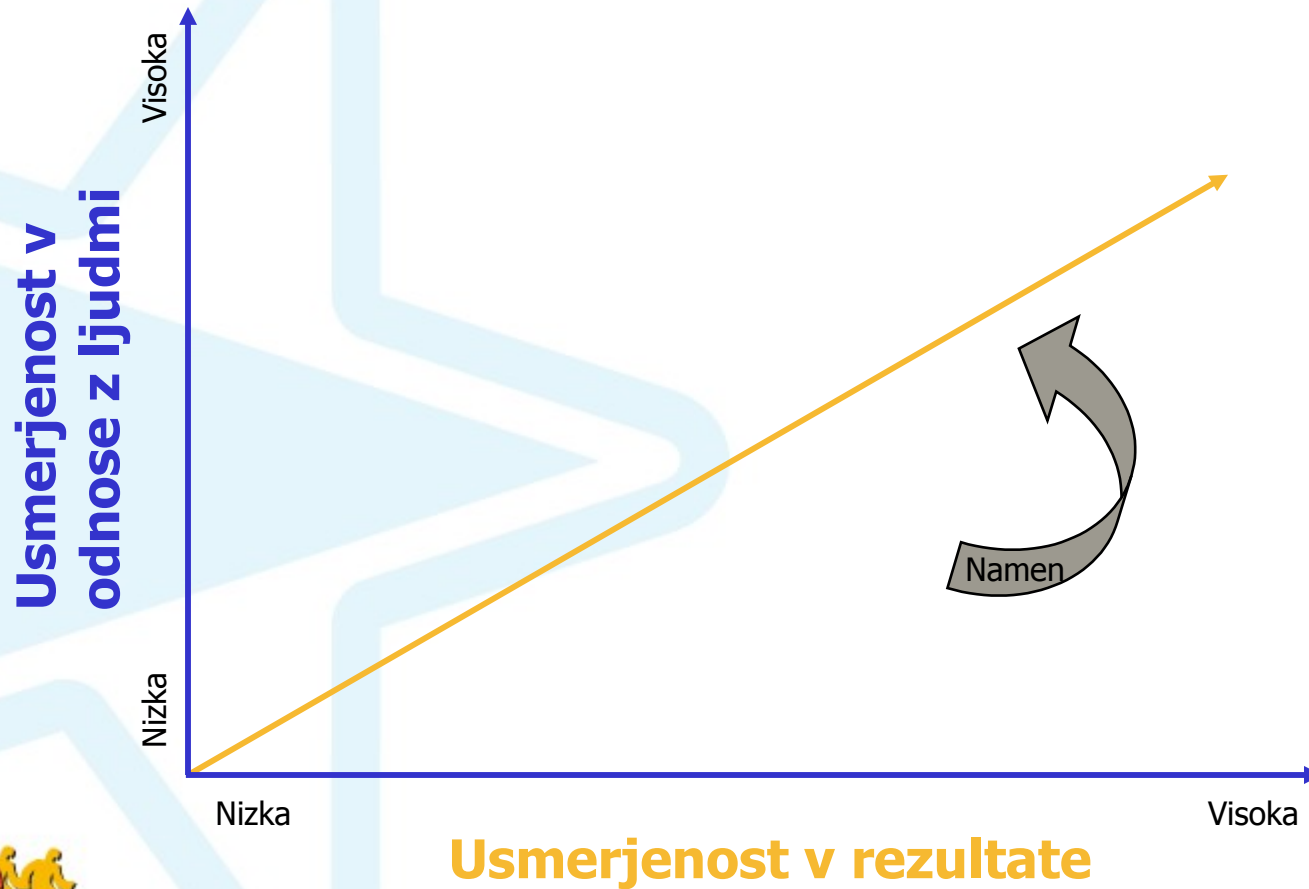 Visoka
Usmerjenost v
odnose z ljudmi
Nizka
Namen
Nizka
Visoka
Usmerjenost v rezultate